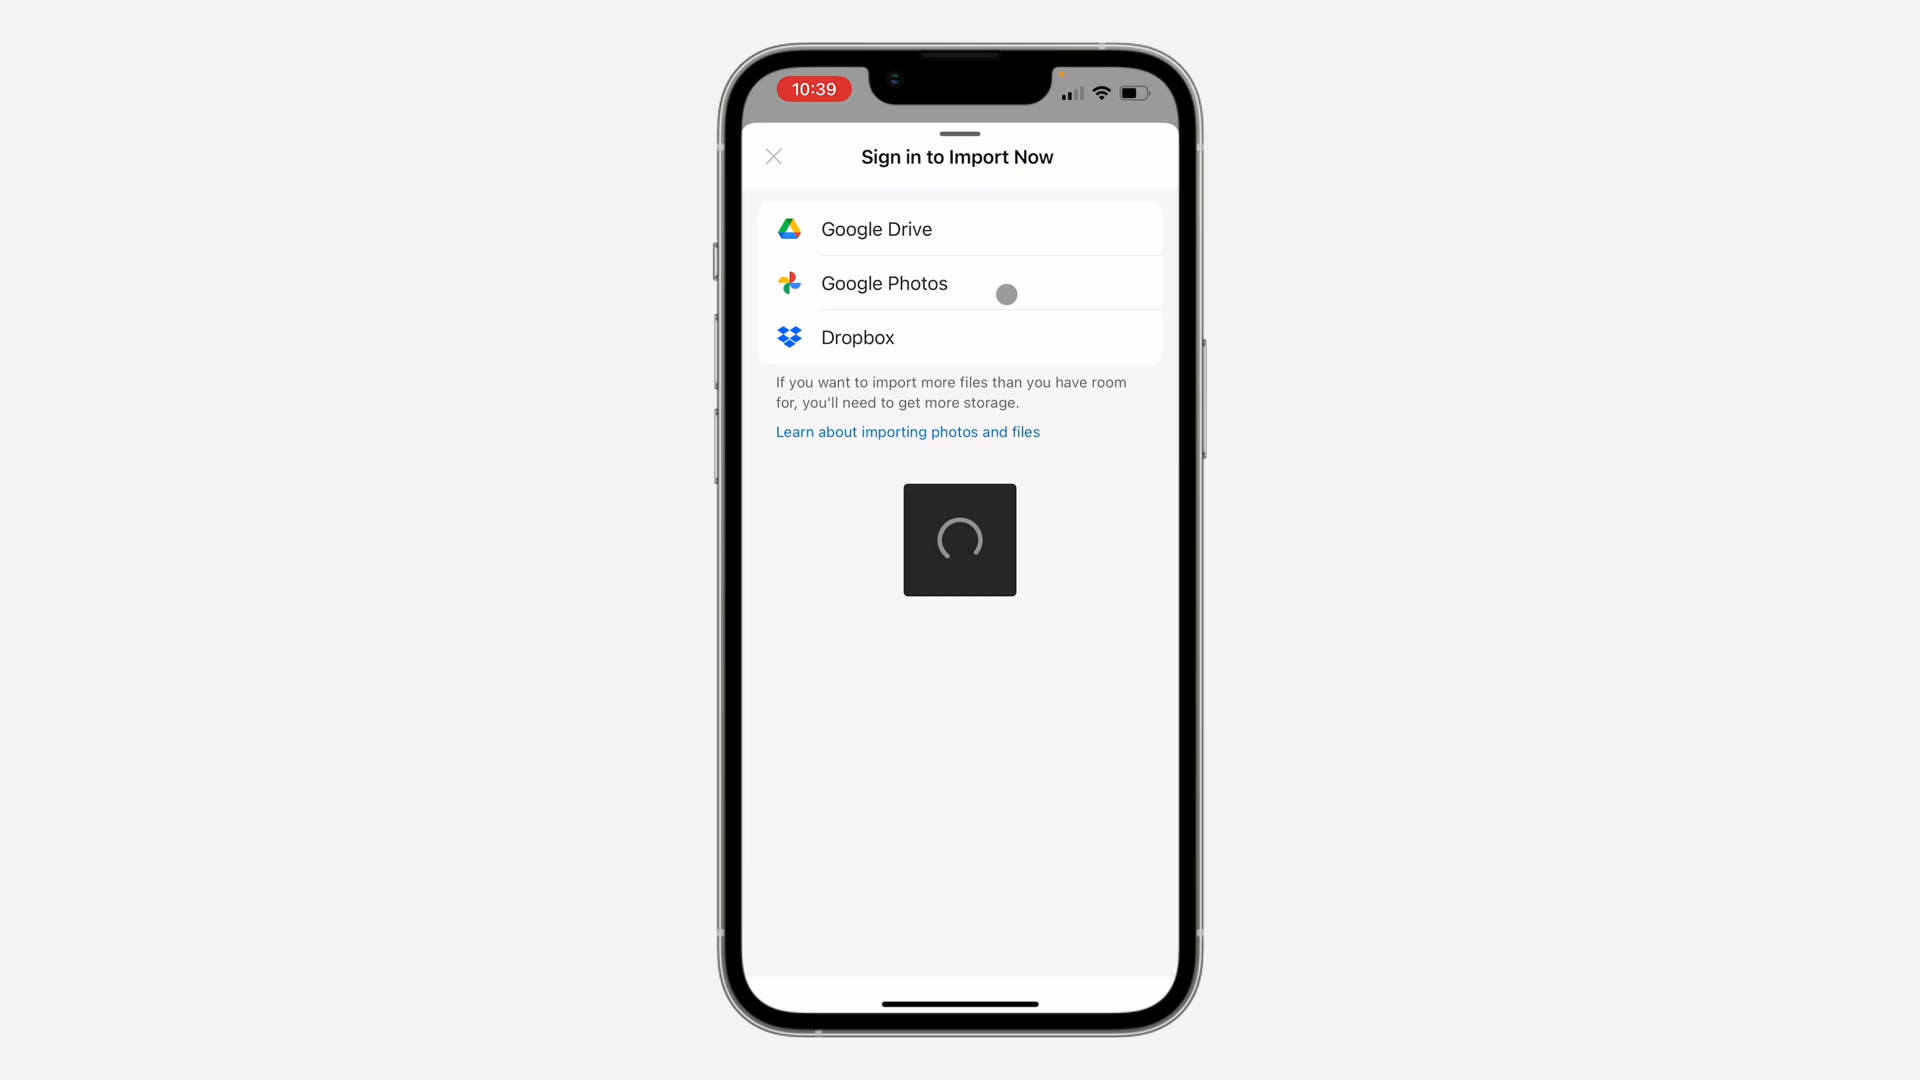 10:39
Sign in to Import Now
Google Drive
Google Photos
Dropbox
If you want to import more files than you have room
for, you'll need to get more storage.
Learn about importing photos and files